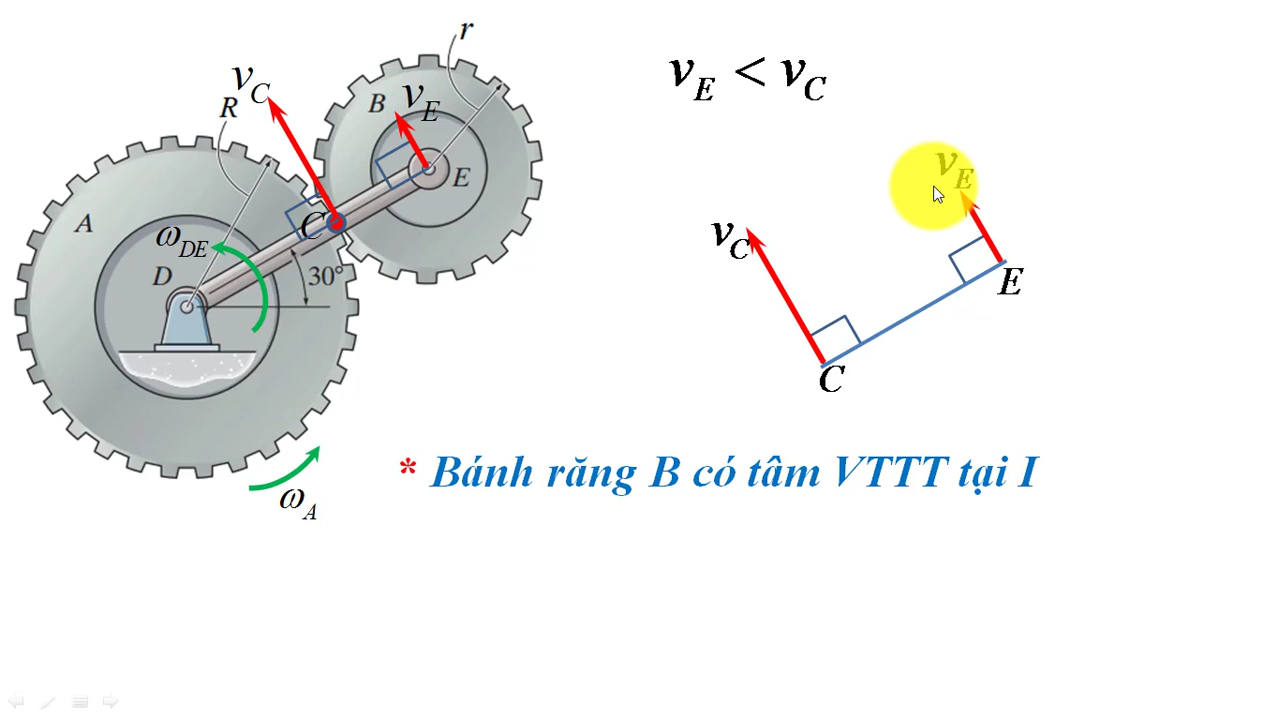 r
v_E < v_C
v_C
R
B
v_E
v_E
E
A
C
v_C
ω_DE
D
30°
E
C
* Bánh răng B có tâm VTTT tại I
ω_A